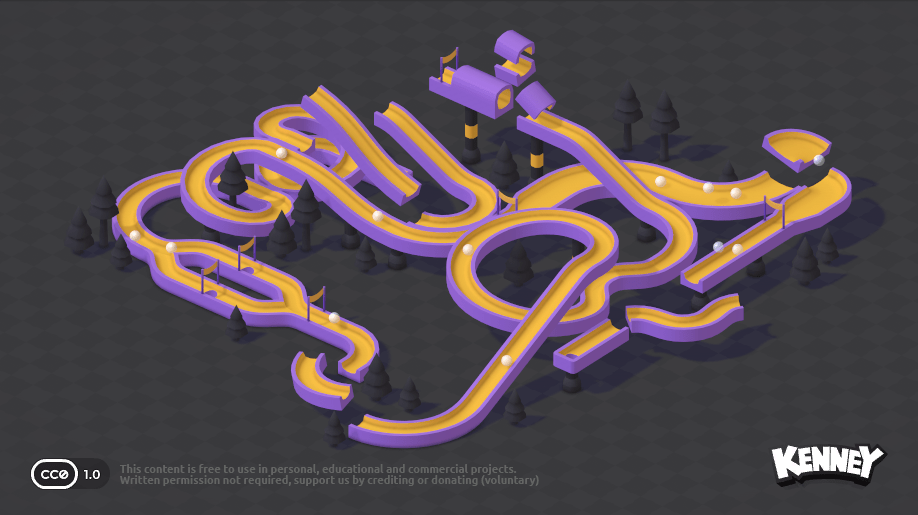 This content is free to use in personal, educational and commercial projects.
CC0 1.0
Written permission not required, support us by crediting or donating (voluntary)
KENNEY